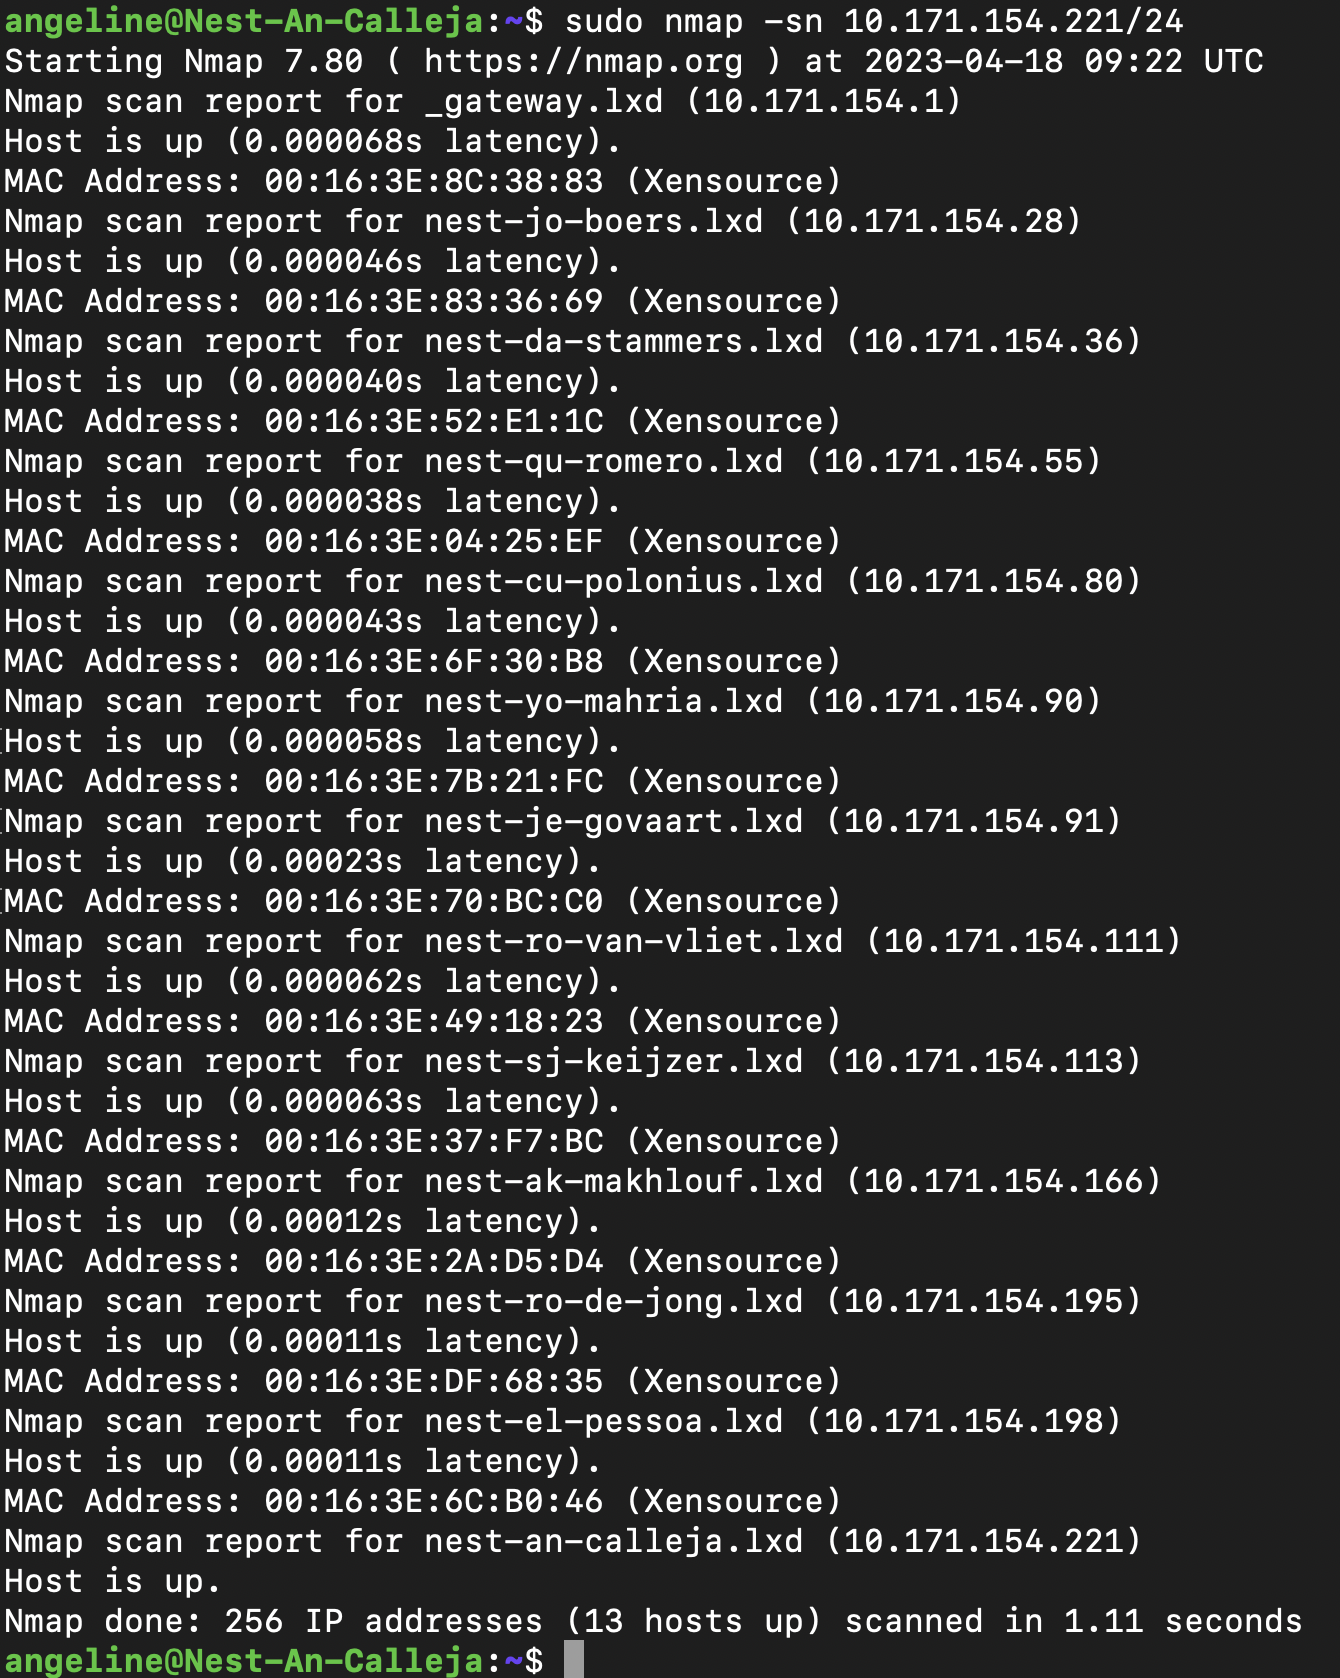 angeline@Nest-An-Calleja:~$ sudo nmap -sn 10.171.154.221/24
Starting Nmap 7.80 ( https://nmap.org ) at 2023-04-18 09:22 UTC
Nmap scan report for _gateway.lxd (10.171.154.1)
Host is up (0.000068s latency).
MAC Address: 00:16:3E:8C:38:83 (Xensource)
Nmap scan report for nest-jo-boers.lxd (10.171.154.28)
Host is up (0.000046s latency).
MAC Address: 00:16:3E:83:36:69 (Xensource)
Nmap scan report for nest-da-stammers.lxd (10.171.154.36)
Host is up (0.000040s latency).
MAC Address: 00:16:3E:52:E1:1C (Xensource)
Nmap scan report for nest-qu-romero.lxd (10.171.154.55)
Host is up (0.000038s latency).
MAC Address: 00:16:3E:04:25:EF (Xensource)
Nmap scan report for nest-cu-polonius.lxd (10.171.154.80)
Host is up (0.000043s latency).
MAC Address: 00:16:3E:6F:30:B8 (Xensource)
Nmap scan report for nest-yo-mahria.lxd (10.171.154.90)
Host is up (0.000058s latency).
MAC Address: 00:16:3E:7B:21:FC (Xensource)
Nmap scan report for nest-je-govaart.lxd (10.171.154.91)
Host is up (0.00023s latency).
MAC Address: 00:16:3E:70:BC:C0 (Xensource)
Nmap scan report for nest-ro-van-vliet.lxd (10.171.154.111)
Host is up (0.000062s latency).
MAC Address: 00:16:3E:49:18:23 (Xensource)
Nmap scan report for nest-sj-keijzer.lxd (10.171.154.113)
Host is up (0.000063s latency).
MAC Address: 00:16:3E:37:F7:BC (Xensource)
Nmap scan report for nest-ak-makhlouf.lxd (10.171.154.166)
Host is up (0.00012s latency).
MAC Address: 00:16:3E:2A:D5:D4 (Xensource)
Nmap scan report for nest-ro-de-jong.lxd (10.171.154.195)
Host is up (0.00011s latency).
MAC Address: 00:16:3E:DF:68:35 (Xensource)
Nmap scan report for nest-el-pessoa.lxd (10.171.154.198)
Host is up (0.00011s latency).
MAC Address: 00:16:3E:6C:B0:46 (Xensource)
Nmap scan report for nest-an-calleja.lxd (10.171.154.221)
Host is up.
Nmap done: 256 IP addresses (13 hosts up) scanned in 1.11 seconds
angeline@Nest-An-Calleja:~$